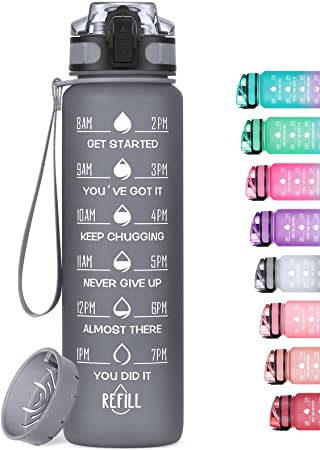 8AM 2PM
GET STARTED
9AM 3PM
YOU'VE GOT IT
10AM 4PM
KEEP CHUGGING
11AM 5PM
NEVER GIVE UP
12PM 6PM
ALMOST THERE
1PM 7PM
YOU DID IT
REFILL